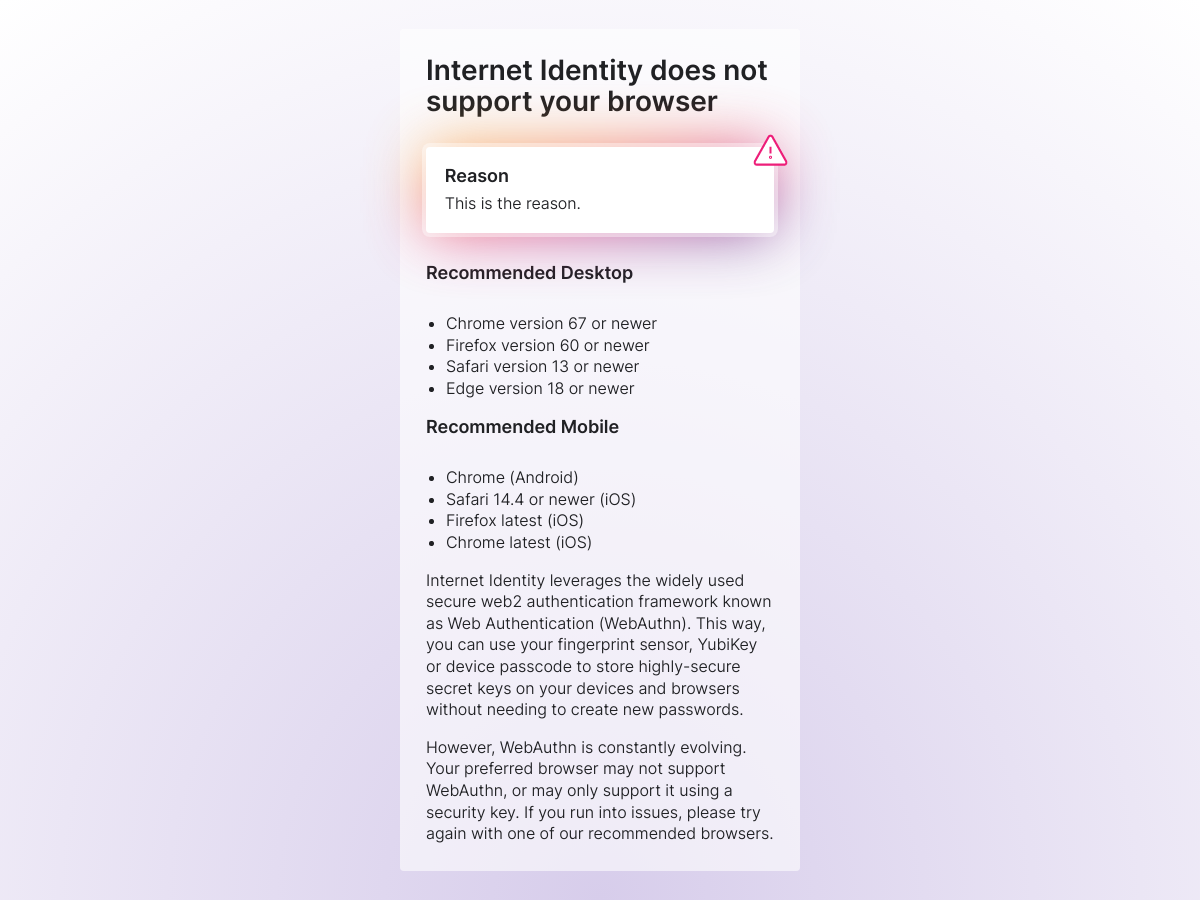 Internet Identity does not
support your browser
Reason
This is the reason.
Recommended Desktop
• Chrome version 67 or newer
• Firefox version 60 or newer
• Safari version 13 or newer
• Edge version 18 or newer
Recommended Mobile
• Chrome (Android)
• Safari 14.4 or newer (iOS)
• Firefox latest (iOS)
• Chrome latest (iOS)
Internet Identity leverages the widely used
secure web2 authentication framework known
as Web Authentication (WebAuthn). This way,
you can use your fingerprint sensor, YubiKey
or device passcode to store highly-secure
secret keys on your devices and browsers
without needing to create new passwords.
However, WebAuthn is constantly evolving.
Your preferred browser may not support
WebAuthn, or may only support it using a
security key. If you run into issues, please try
again with one of our recommended browsers.